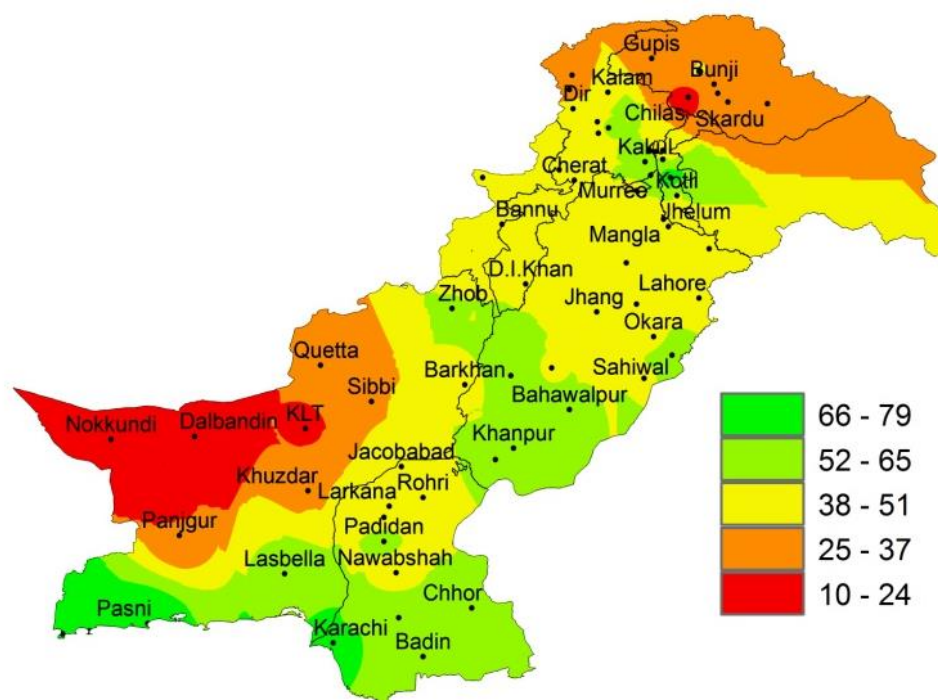 Gupis
Bunji
Kalam
Dir
Chilas
Skardu
Kakul
Cherat
Kotli
Murree
Bannu
Jhelum
Mangla
D.I.Khan
Zhob
Lahore
Jhang
Okara
Quetta
Sahiwal
Barkhan
Sibbi
Bahawalpur
Nokkundi
Dalbandin
KLT
Khanpur
Jacobabad
Khuzdar
Rohri
Larkana
Panjgur
Padidan
Lasbella
Nawabshah
Chhor
Pasni
Karachi
Badin
66 - 79
52 - 65
38 - 51
25 - 37
10 - 24